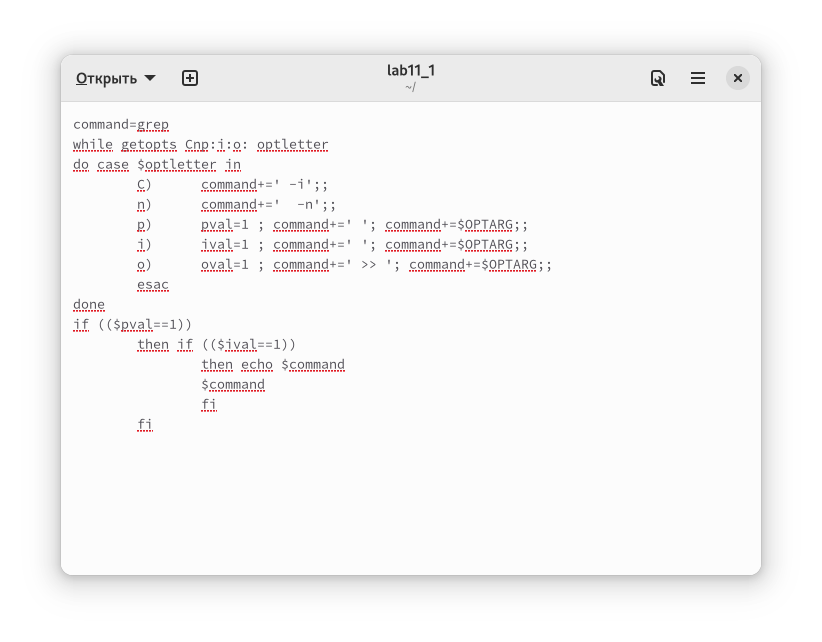 Открыть
lab11_1
~/
command=grep
while getopts Cnp:i:o: optletter
do case $optletter in
C) command+=' -i';;
n) command+='  -n';;
p) pval=1 ; command+=' '; command+=$OPTARG;;
i) ival=1 ; command+=' '; command+=$OPTARG;;
o) oval=1 ; command+=' >> '; command+=$OPTARG;;
esac
done
if (($pval==1))
then if (($ival==1))
then echo $command
$command
fi
fi